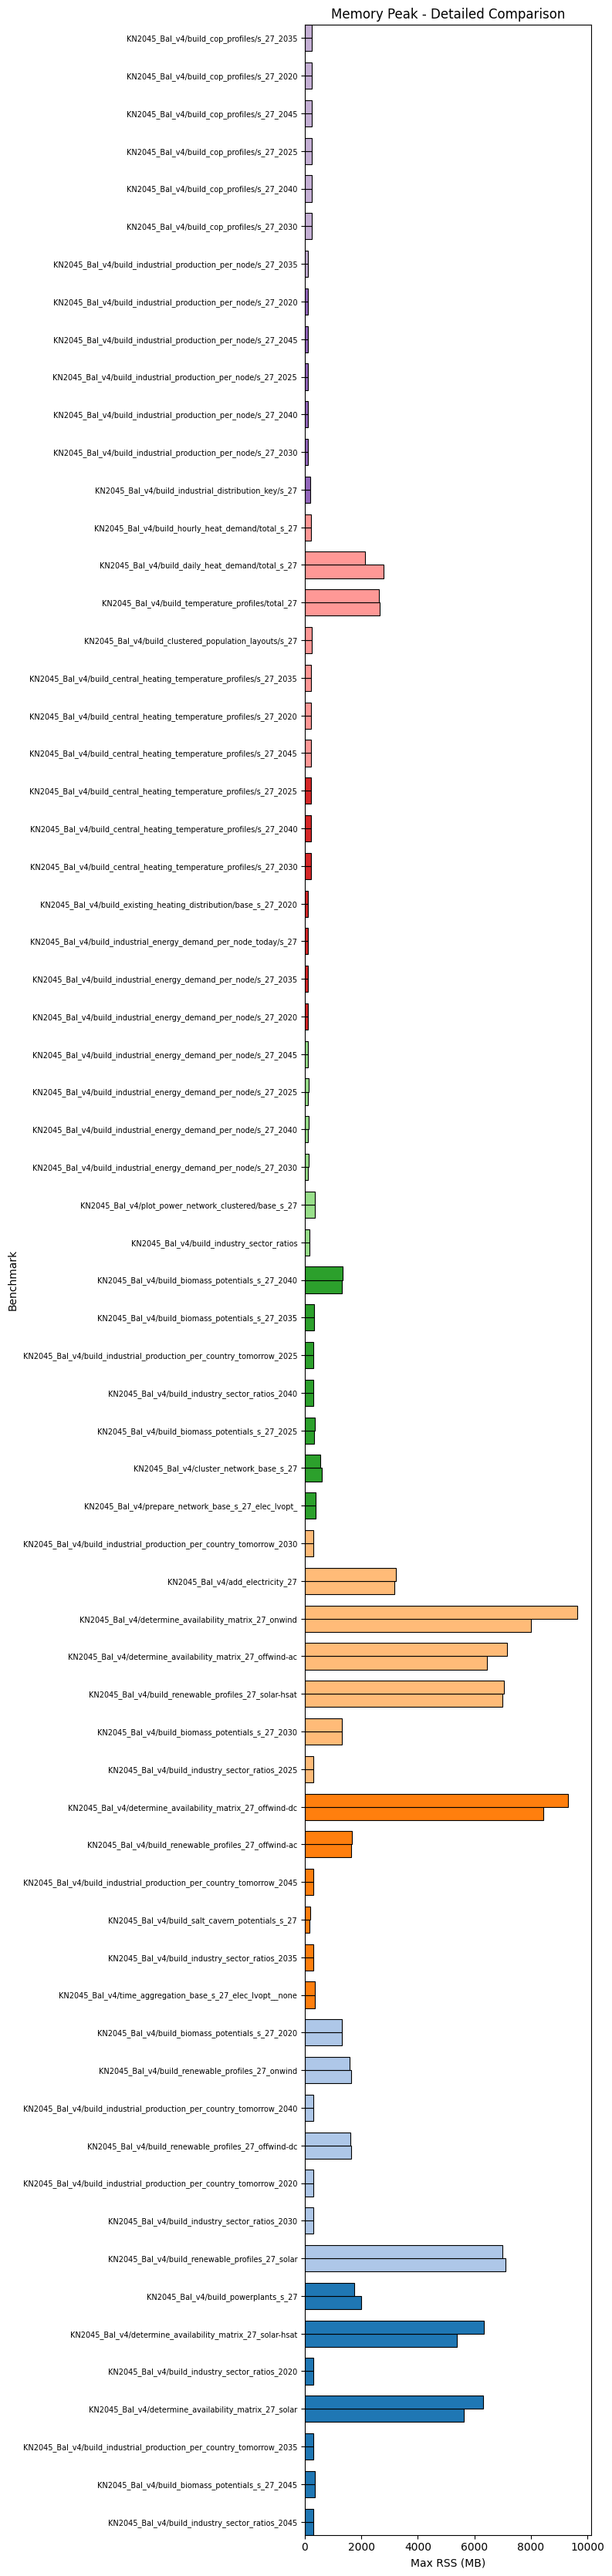 Memory Peak - Detailed Comparison
KN2045_Bal_v4/build_cop_profiles/s_27_2035
KN2045_Bal_v4/build_cop_profiles/s_27_2020
KN2045_Bal_v4/build_cop_profiles/s_27_2045
KN2045_Bal_v4/build_cop_profiles/s_27_2025
KN2045_Bal_v4/build_cop_profiles/s_27_2040
KN2045_Bal_v4/build_cop_profiles/s_27_2030
KN2045_Bal_v4/build_industrial_production_per_node/s_27_2035
KN2045_Bal_v4/build_industrial_production_per_node/s_27_2020
KN2045_Bal_v4/build_industrial_production_per_node/s_27_2045
KN2045_Bal_v4/build_industrial_production_per_node/s_27_2025
KN2045_Bal_v4/build_industrial_production_per_node/s_27_2040
KN2045_Bal_v4/build_industrial_production_per_node/s_27_2030
KN2045_Bal_v4/build_industrial_distribution_key/s_27
KN2045_Bal_v4/build_hourly_heat_demand/total_s_27
KN2045_Bal_v4/build_daily_heat_demand/total_s_27
KN2045_Bal_v4/build_temperature_profiles/total_27
KN2045_Bal_v4/build_clustered_population_layouts/s_27
KN2045_Bal_v4/build_central_heating_temperature_profiles/s_27_2035
KN2045_Bal_v4/build_central_heating_temperature_profiles/s_27_2020
KN2045_Bal_v4/build_central_heating_temperature_profiles/s_27_2045
KN2045_Bal_v4/build_central_heating_temperature_profiles/s_27_2025
KN2045_Bal_v4/build_central_heating_temperature_profiles/s_27_2040
KN2045_Bal_v4/build_central_heating_temperature_profiles/s_27_2030
KN2045_Bal_v4/build_existing_heating_distribution/base_s_27_2020
KN2045_Bal_v4/build_industrial_energy_demand_per_node_today/s_27
KN2045_Bal_v4/build_industrial_energy_demand_per_node/s_27_2035
KN2045_Bal_v4/build_industrial_energy_demand_per_node/s_27_2020
KN2045_Bal_v4/build_industrial_energy_demand_per_node/s_27_2045
KN2045_Bal_v4/build_industrial_energy_demand_per_node/s_27_2025
KN2045_Bal_v4/build_industrial_energy_demand_per_node/s_27_2040
KN2045_Bal_v4/build_industrial_energy_demand_per_node/s_27_2030
KN2045_Bal_v4/plot_power_network_clustered/base_s_27
KN2045_Bal_v4/build_industry_sector_ratios
Benchmark
KN2045_Bal_v4/build_biomass_potentials_s_27_2040
KN2045_Bal_v4/build_biomass_potentials_s_27_2035
KN2045_Bal_v4/build_industrial_production_per_country_tomorrow_2025
KN2045_Bal_v4/build_industry_sector_ratios_2040
KN2045_Bal_v4/build_biomass_potentials_s_27_2025
KN2045_Bal_v4/cluster_network_base_s_27
KN2045_Bal_v4/prepare_network_base_s_27_elec_lvopt_
KN2045_Bal_v4/build_industrial_production_per_country_tomorrow_2030
KN2045_Bal_v4/add_electricity_27
KN2045_Bal_v4/determine_availability_matrix_27_onwind
KN2045_Bal_v4/determine_availability_matrix_27_offwind-ac
KN2045_Bal_v4/build_renewable_profiles_27_solar-hsat
KN2045_Bal_v4/build_biomass_potentials_s_27_2030
KN2045_Bal_v4/build_industry_sector_ratios_2025
KN2045_Bal_v4/determine_availability_matrix_27_offwind-dc
KN2045_Bal_v4/build_renewable_profiles_27_offwind-ac
KN2045_Bal_v4/build_industrial_production_per_country_tomorrow_2045
KN2045_Bal_v4/build_salt_cavern_potentials_s_27
KN2045_Bal_v4/build_industry_sector_ratios_2035
KN2045_Bal_v4/time_aggregation_base_s_27_elec_lvopt__none
KN2045_Bal_v4/build_biomass_potentials_s_27_2020
KN2045_Bal_v4/build_renewable_profiles_27_onwind
KN2045_Bal_v4/build_industrial_production_per_country_tomorrow_2040
KN2045_Bal_v4/build_renewable_profiles_27_offwind-dc
KN2045_Bal_v4/build_industrial_production_per_country_tomorrow_2020
KN2045_Bal_v4/build_industry_sector_ratios_2030
KN2045_Bal_v4/build_renewable_profiles_27_solar
KN2045_Bal_v4/build_powerplants_s_27
KN2045_Bal_v4/determine_availability_matrix_27_solar-hsat
KN2045_Bal_v4/build_industry_sector_ratios_2020
KN2045_Bal_v4/determine_availability_matrix_27_solar
KN2045_Bal_v4/build_industrial_production_per_country_tomorrow_2035
KN2045_Bal_v4/build_biomass_potentials_s_27_2045
KN2045_Bal_v4/build_industry_sector_ratios_2045
0 2000 4000 6000 8000 10000
Max RSS (MB)